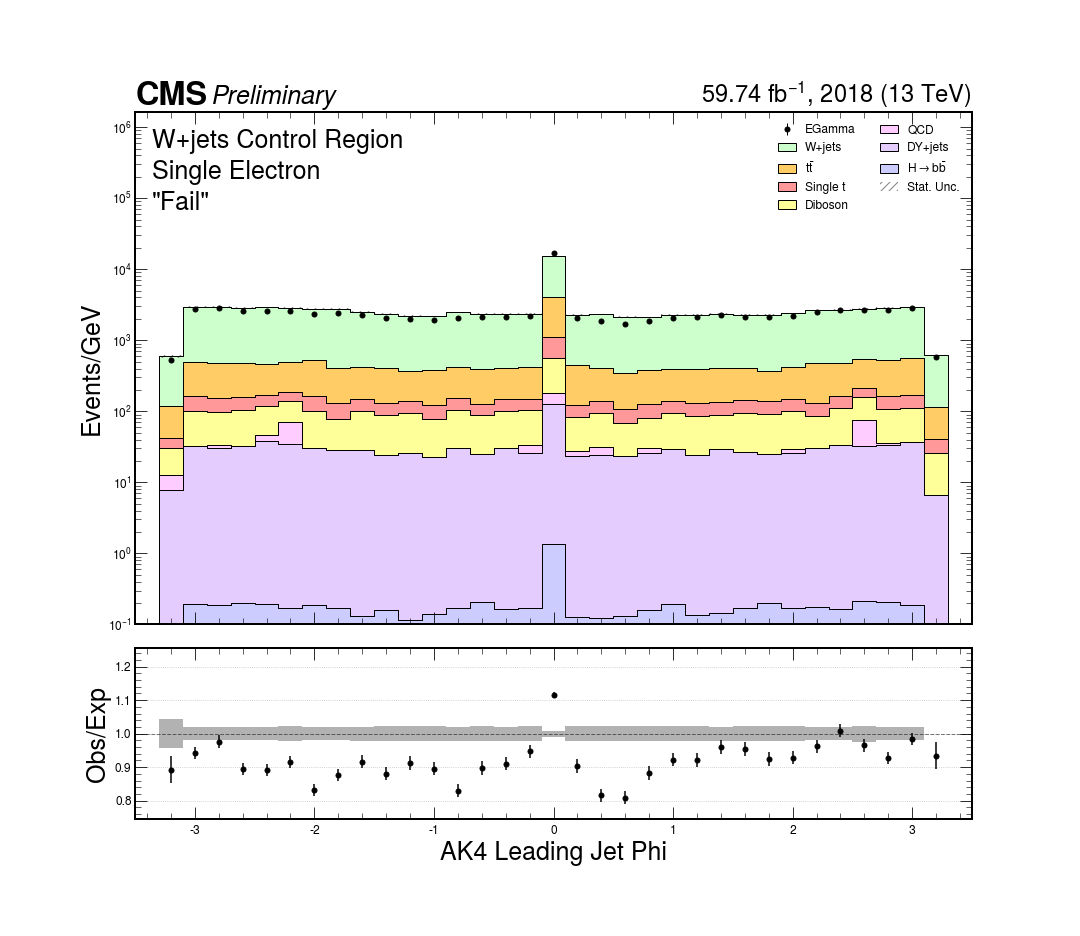 CMS Preliminary 59.74 fb⁻¹, 2018 (13 TeV)
W+jets Control Region
Single Electron
"Fail"
EGamma QCD
W+jets DY+jets
tt̄ H→bb̄
Single t Stat. Unc.
Diboson
Events/GeV
10⁶
10⁵
10⁴
10³
10²
10¹
10⁰
10⁻¹
Obs/Exp
1.2
1.1
1.0
0.9
0.8
-3 -2 -1 0 1 2 3
AK4 Leading Jet Phi